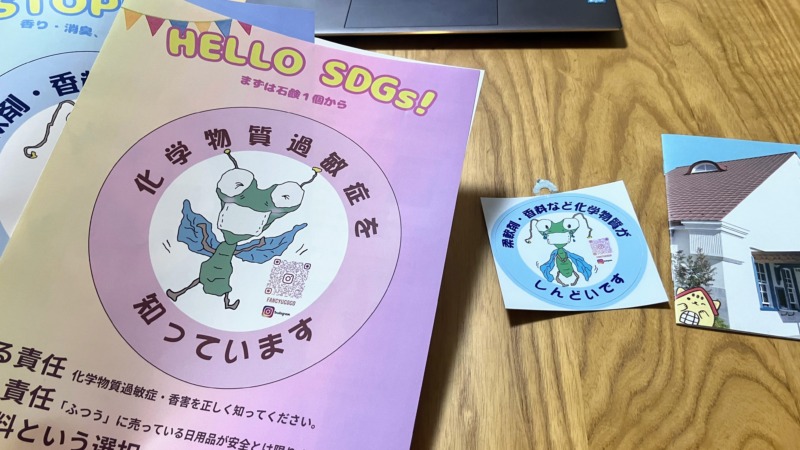 STOP
香り・消臭、
剤・香料
HELLO SDGs!
まずは石鹸1個から
化学物質過敏症を
知っています
FANCYUCOCO
Instagram
る責任 化学物質過敏症・香害を正しく知ってください。
責任 「ふつう」に売っている日用品が安全とは限
料という選択
柔軟剤・香料など化学物質が
しんどいです